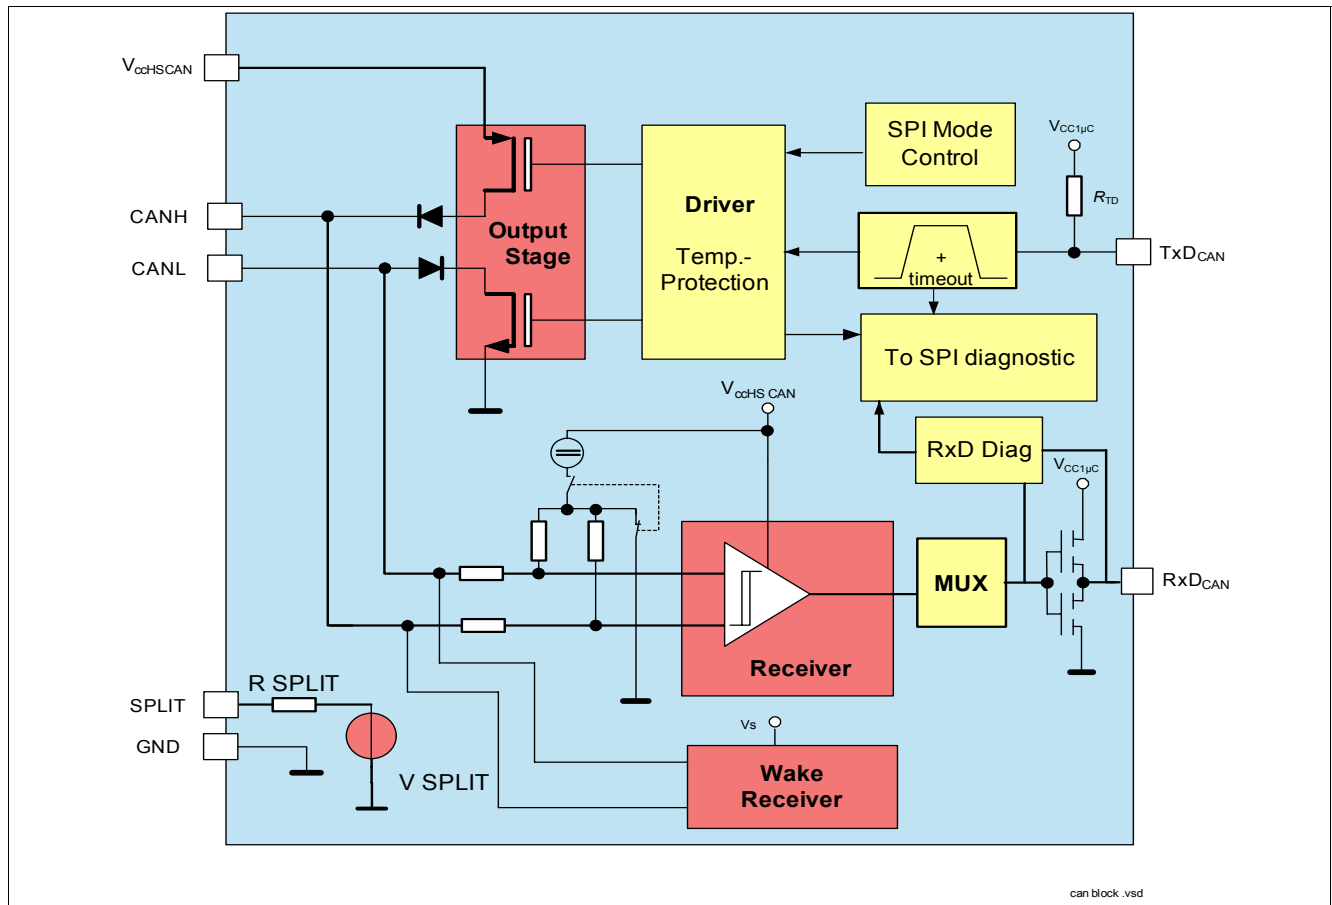 VccHSCAN
SPI Mode
Control
VCC1µC
RTD
CANH
CANL
Output
Stage
Driver
Temp.-
Protection
+
timeout
TxDCAN
To SPI diagnostic
VccHS CAN
RxD Diag
VCC1µC
MUX
RxDCAN
Receiver
R SPLIT
SPLIT
GND
V SPLIT
Vs
Wake
Receiver
can block .vsd